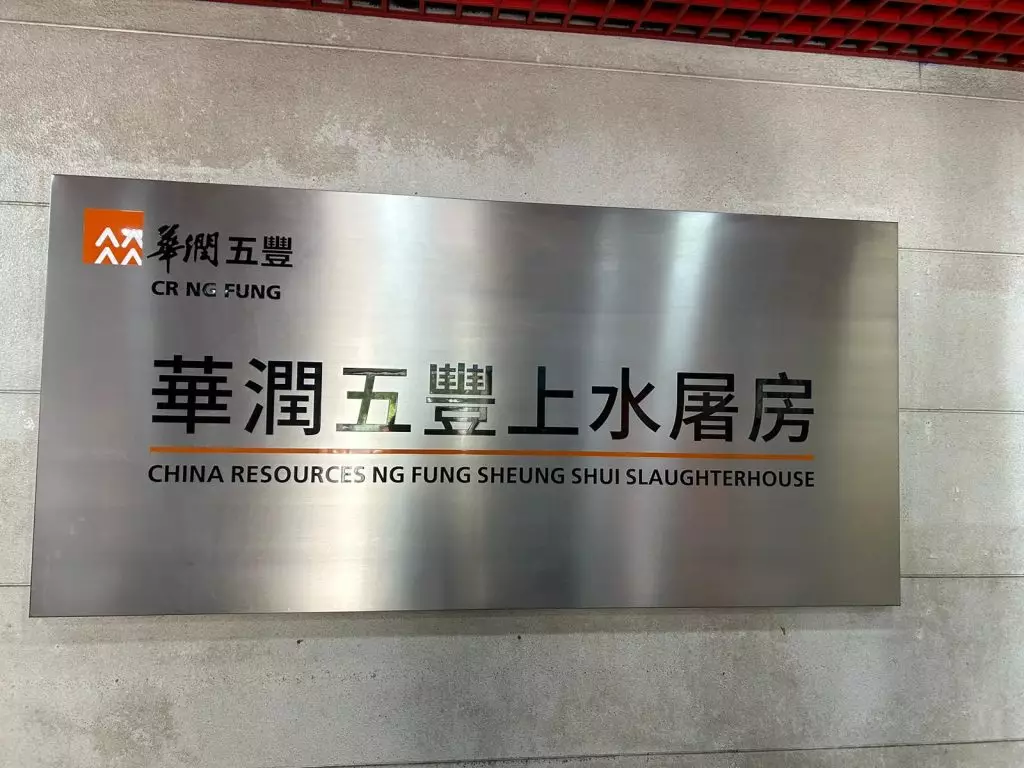 華潤五豐
CR NG FUNG
華潤五豐上水屠房
CHINA RESOURCES NG FUNG SHEUNG SHUI SLAUGHTERHOUSE